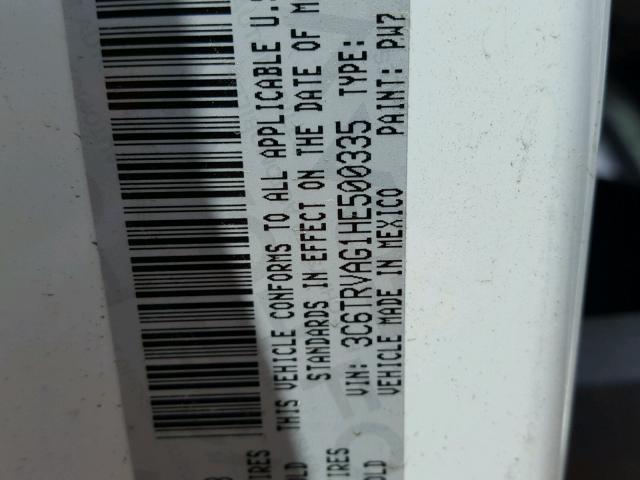 THIS VEHICLE CONFORMS TO ALL APPLICABLE U.S
STANDARDS IN EFFECT ON THE DATE OF M
VIN: 3C6TRVAG1HE500335 TYPE:
VEHICLE MADE IN MEXICO PAINT: PW7
IRES
OLD
IRES
OLD